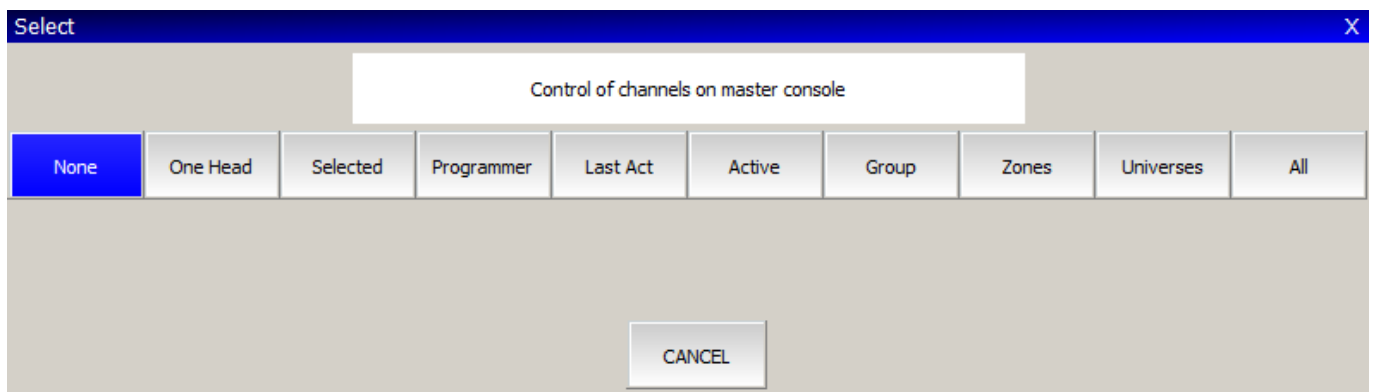 Select X
Control of channels on master console
None One Head Selected Programmer Last Act Active Group Zones Universes All
CANCEL